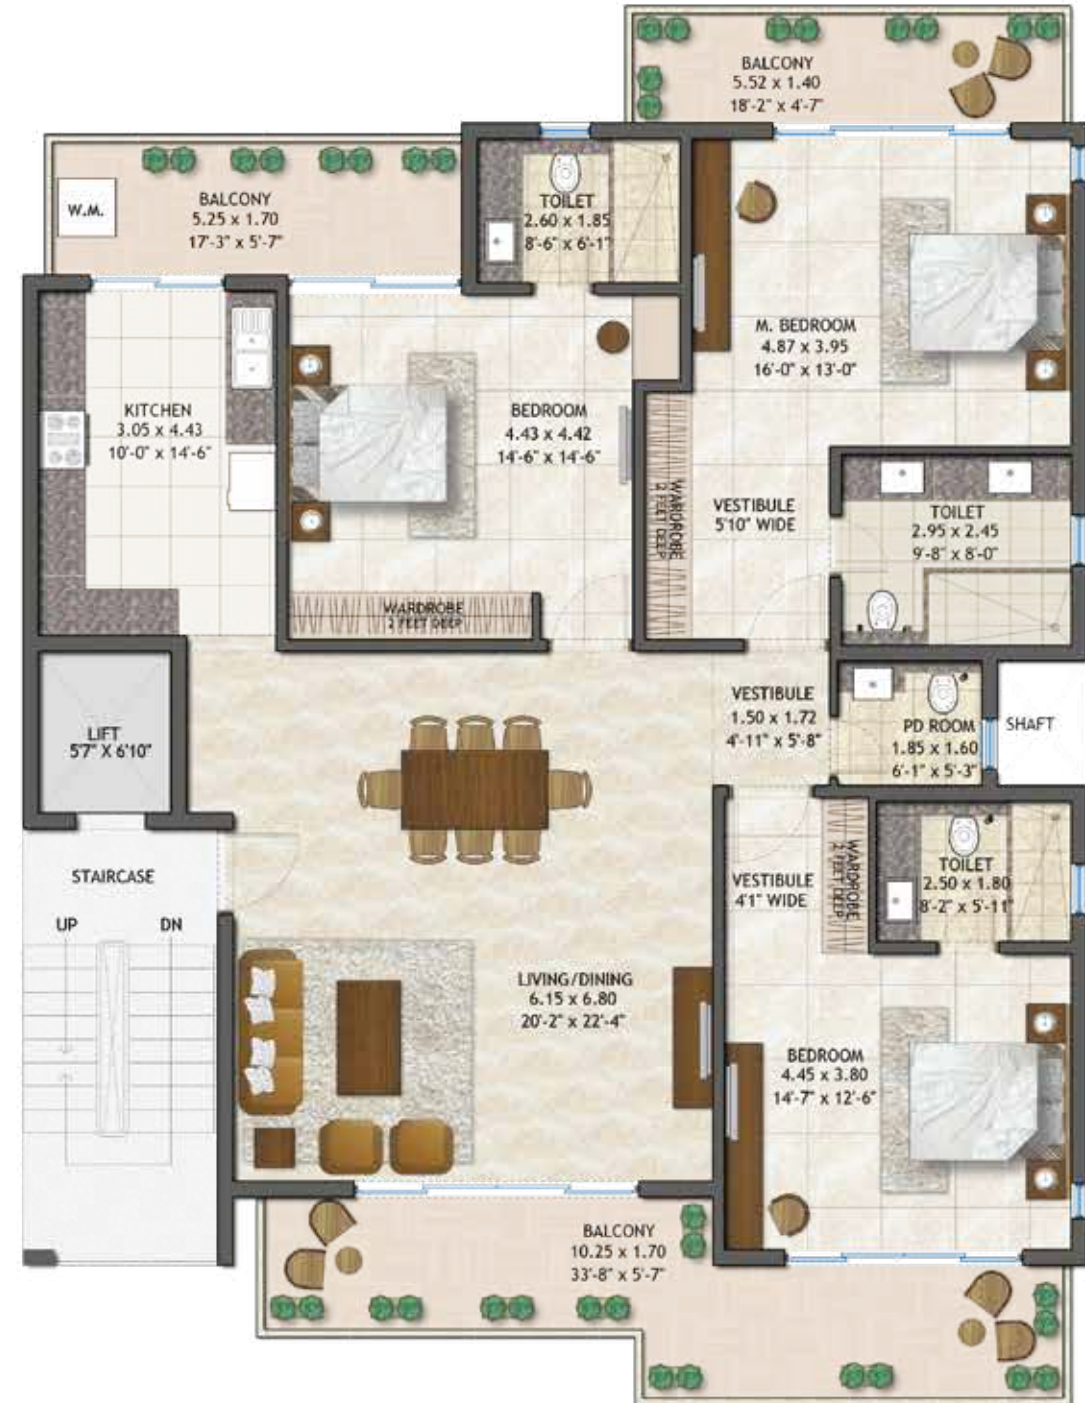 BALCONY
5.52 x 1.40
18'-2" x 4'-7"
W.M.
BALCONY
5.25 x 1.70
17'-3" x 5'-7"
TOILET
2.60 x 1.85
8'-6" x 6'-1"
M. BEDROOM
4.87 x 3.95
16'-0" x 13'-0"
KITCHEN
3.05 x 4.43
10'-0" x 14'-6"
BEDROOM
4.43 x 4.42
14'-6" x 14'-6"
WARDROBE
2 FEET DEEP
VESTIBULE
5'10" WIDE
TOILET
2.95 x 2.45
9'-8" x 8'-0"
WARDROBE
2 FEET DEEP
LIFT
5'7" X 6'10"
VESTIBULE
1.50 x 1.72
4'-11" x 5'-8"
PD ROOM
1.85 x 1.60
6'-1" x 5'-3"
SHAFT
STAIRCASE
UP
DN
VESTIBULE
4'1" WIDE
WARDROBE
2 FEET DEEP
TOILET
2.50 x 1.80
8'-2" x 5'-11"
LIVING/DINING
6.15 x 6.80
20'-2" x 22'-4"
BEDROOM
4.45 x 3.80
14'-7" x 12'-6"
BALCONY
10.25 x 1.70
33'-8" x 5'-7"